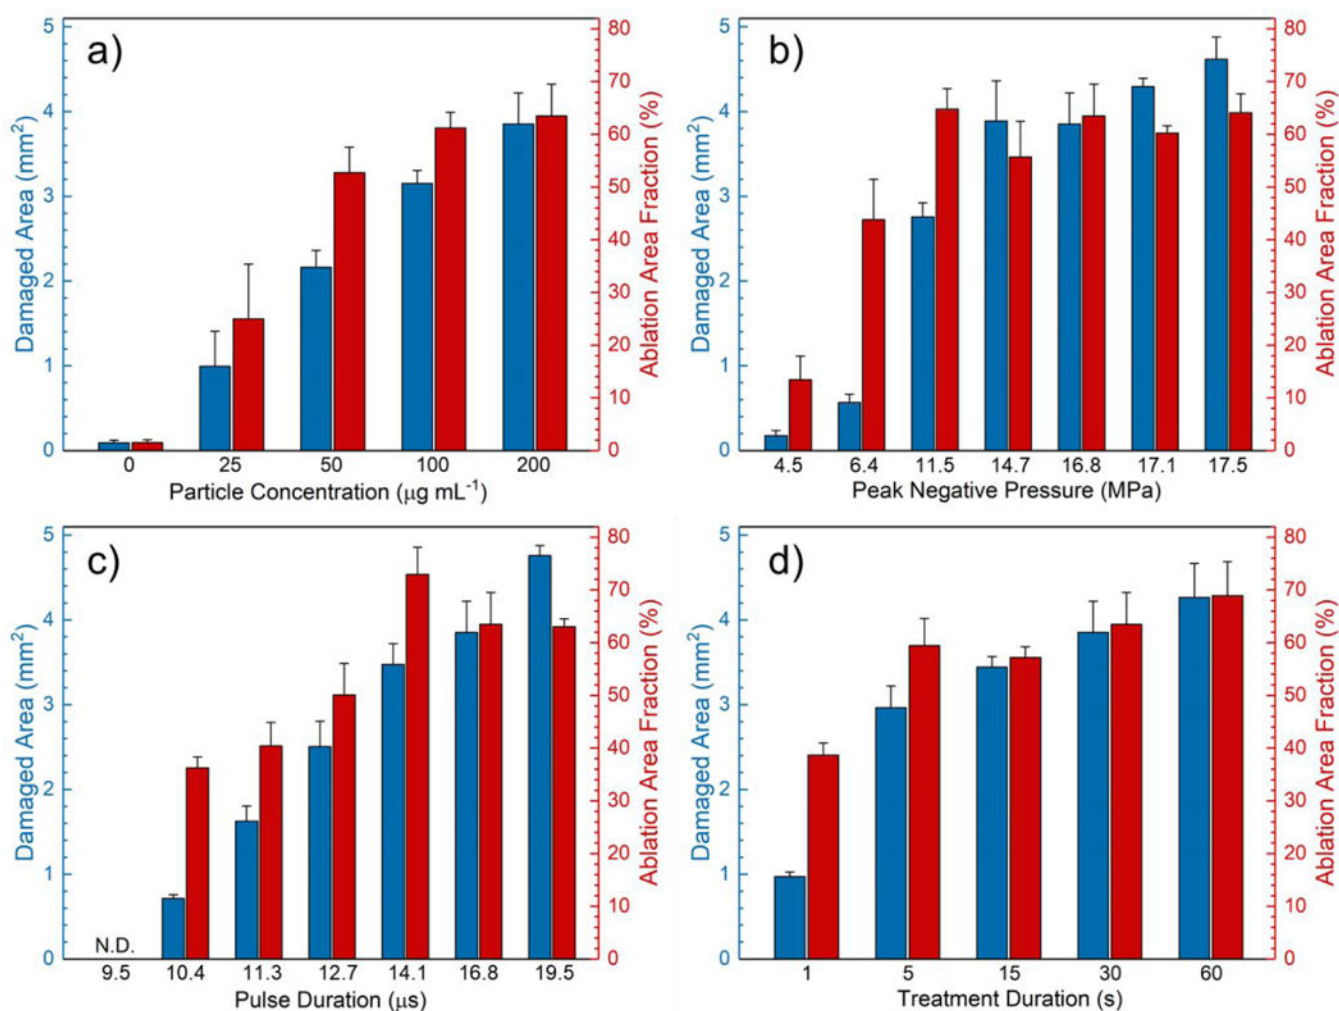 a)
5
4
3
2
1
0
Damaged Area (mm²)
80
70
60
50
40
30
20
10
0
Ablation Area Fraction (%)
0 25 50 100 200
Particle Concentration (μg mL⁻¹)
b)
5
4
3
2
1
0
Damaged Area (mm²)
80
70
60
50
40
30
20
10
0
Ablation Area Fraction (%)
4.5 6.4 11.5 14.7 16.8 17.1 17.5
Peak Negative Pressure (MPa)
c)
5
4
3
2
1
0
Damaged Area (mm²)
80
70
60
50
40
30
20
10
0
Ablation Area Fraction (%)
N.D.
9.5 10.4 11.3 12.7 14.1 16.8 19.5
Pulse Duration (μs)
d)
5
4
3
2
1
0
Damaged Area (mm²)
80
70
60
50
40
30
20
10
0
Ablation Area Fraction (%)
1 5 15 30 60
Treatment Duration (s)